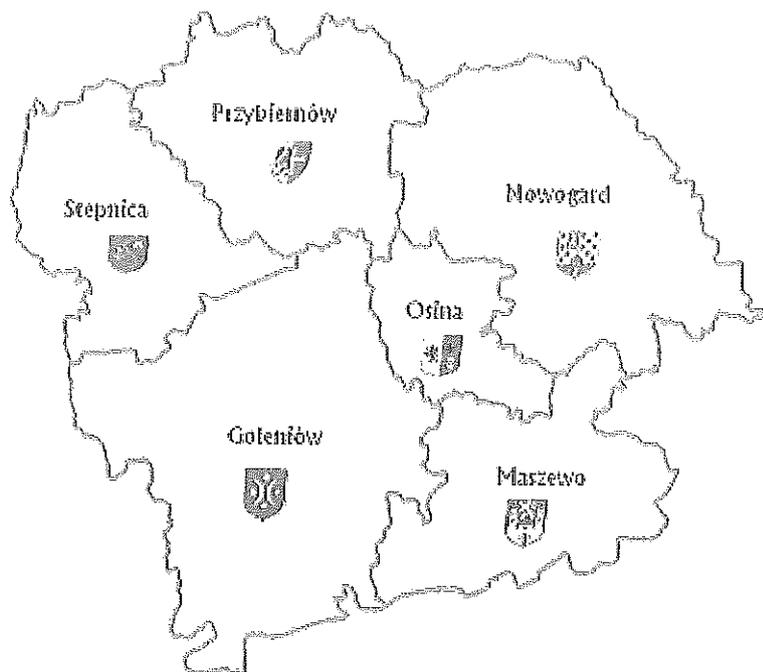 Przybiernów
Stepnica
Nowogard
Osina
Goleniów
Maszewo